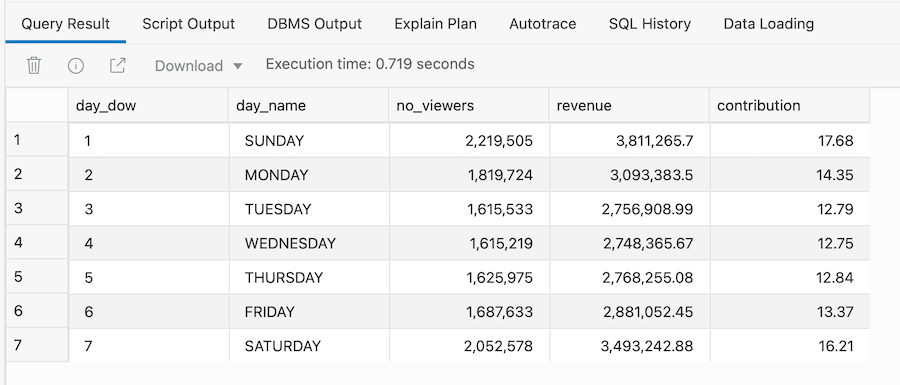 Query Result Script Output DBMS Output Explain Plan Autotrace SQL History Data Loading
Download Execution time: 0.719 seconds
day_dow day_name no_viewers revenue contribution
1 1 SUNDAY 2,219,505 3,811,265.7 17.68
2 2 MONDAY 1,819,724 3,093,383.5 14.35
3 3 TUESDAY 1,615,533 2,756,908.99 12.79
4 4 WEDNESDAY 1,615,219 2,748,365.67 12.75
5 5 THURSDAY 1,625,975 2,768,255.08 12.84
6 6 FRIDAY 1,687,633 2,881,052.45 13.37
7 7 SATURDAY 2,052,578 3,493,242.88 16.21